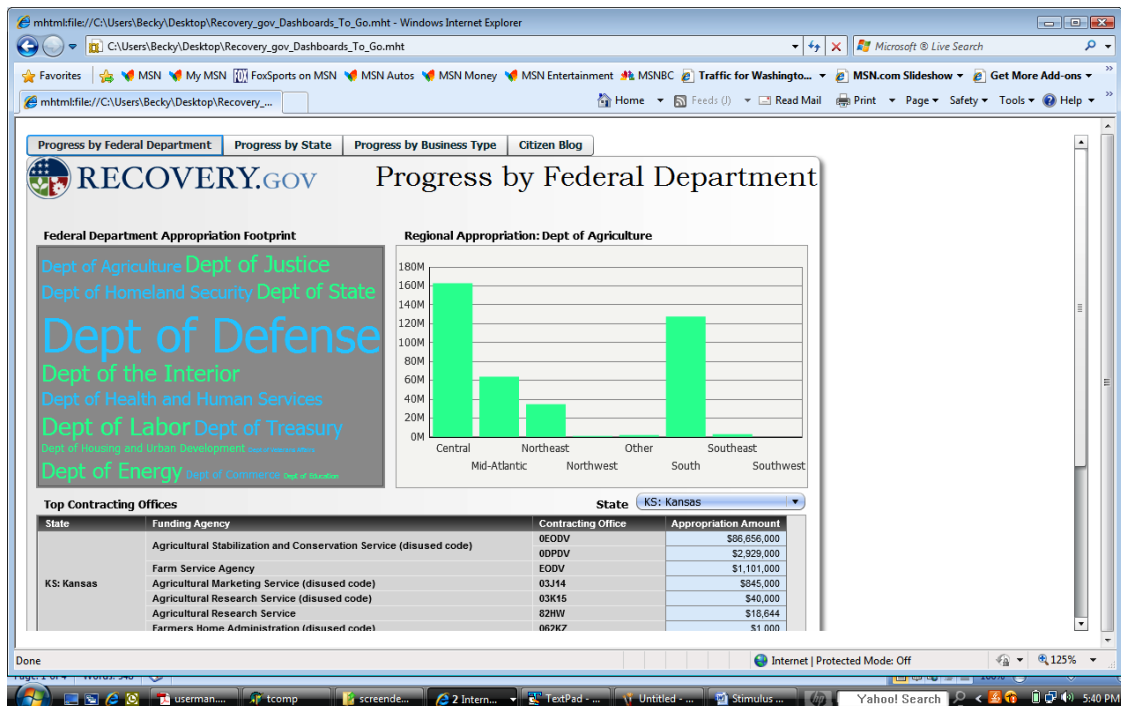 mhtml:file://C:\Users\Becky\Desktop\Recovery_gov_Dashboards_To_Go.mht - Windows Internet Explorer
C:\Users\Becky\Desktop\Recovery_gov_Dashboards_To_Go.mht
Microsoft ® Live Search
Favorites MSN My MSN FoxSports on MSN MSN Autos MSN Money MSN Entertainment MSNBC Traffic for Washingto... MSN.com Slideshow Get More Add-ons
mhtml:file://C:\Users\Becky\Desktop\Recovery_... Home Feeds (J) Read Mail Print Page Safety Tools Help
Progress by Federal Department Progress by State Progress by Business Type Citizen Blog
RECOVERY.GOV Progress by Federal Department
Federal Department Appropriation Footprint
Dept of Agriculture Dept of Justice
Dept of Homeland Security Dept of State
Dept of Defense
Dept of the Interior
Dept of Health and Human Services
Dept of Labor Dept of Treasury
Dept of Housing and Urban Development
Dept of Energy Dept of Commerce Dept of Education
Regional Appropriation: Dept of Agriculture
180M
160M
140M
120M
100M
80M
60M
40M
20M
0M
Central Northeast Other Southeast
Mid-Atlantic Northwest South Southwest
Top Contracting Offices
State KS: Kansas
State Funding Agency Contracting Office Appropriation Amount
KS: Kansas
Agricultural Stabilization and Conservation Service (disused code) 0EODV $86,656,000
0DPDV $2,929,000
Farm Service Agency EODV $1,101,000
Agricultural Marketing Service (disused code) 03J14 $845,000
Agricultural Research Service (disused code) 03K15 $40,000
Agricultural Research Service 82HW $18,644
Farmers Home Administration (disused code) 062KZ $1,000
Done Internet | Protected Mode: Off 125%
userman.... tcomp screende... 2 Intern... TextPad - ... Untitled - ... Stimulus ... Yahoo! Search 5:40 PM